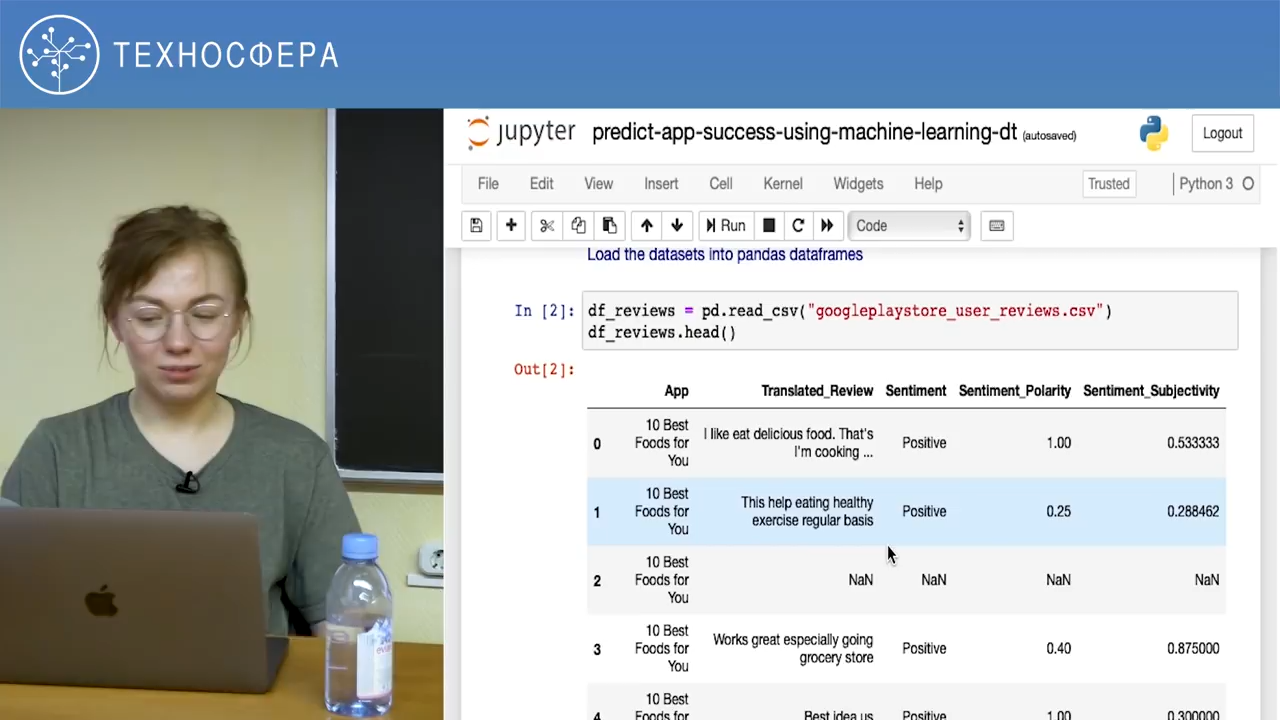 ТЕХНОСФЕРА
jupyter predict-app-success-using-machine-learning-dt (autosaved) Logout
File Edit View Insert Cell Kernel Widgets Help Trusted Python 3
Run Code
Load the datasets into pandas dataframes
In [2]: df_reviews = pd.read_csv("googleplaystore_user_reviews.csv")
df_reviews.head()
Out[2]:
App Translated_Review Sentiment Sentiment_Polarity Sentiment_Subjectivity
0 10 Best Foods for You I like eat delicious food. That's I'm cooking ... Positive 1.00 0.533333
1 10 Best Foods for You This help eating healthy exercise regular basis Positive 0.25 0.288462
2 10 Best Foods for You NaN NaN NaN NaN
3 10 Best Foods for You Works great especially going grocery store Positive 0.40 0.875000
4 10 Best Foods for Best idea us Positive 1.00 0.300000